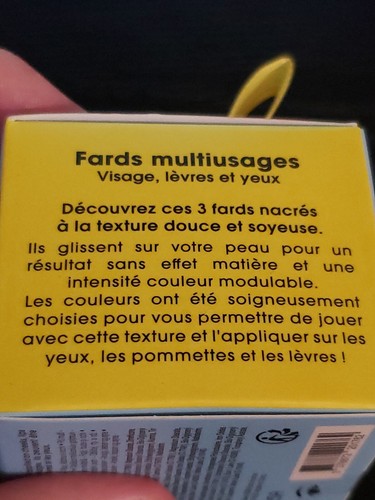 Fards multiusages
Visage, lèvres et yeux
Découvrez ces 3 fards nacrés
à la texture douce et soyeuse.
Ils glissent sur votre peau pour un
résultat sans effet matière et une
intensité couleur modulable.
Les couleurs ont été soigneusement
choisies pour vous permettre de jouer
avec cette texture et l'appliquer sur les
yeux, les pommettes et les lèvres !